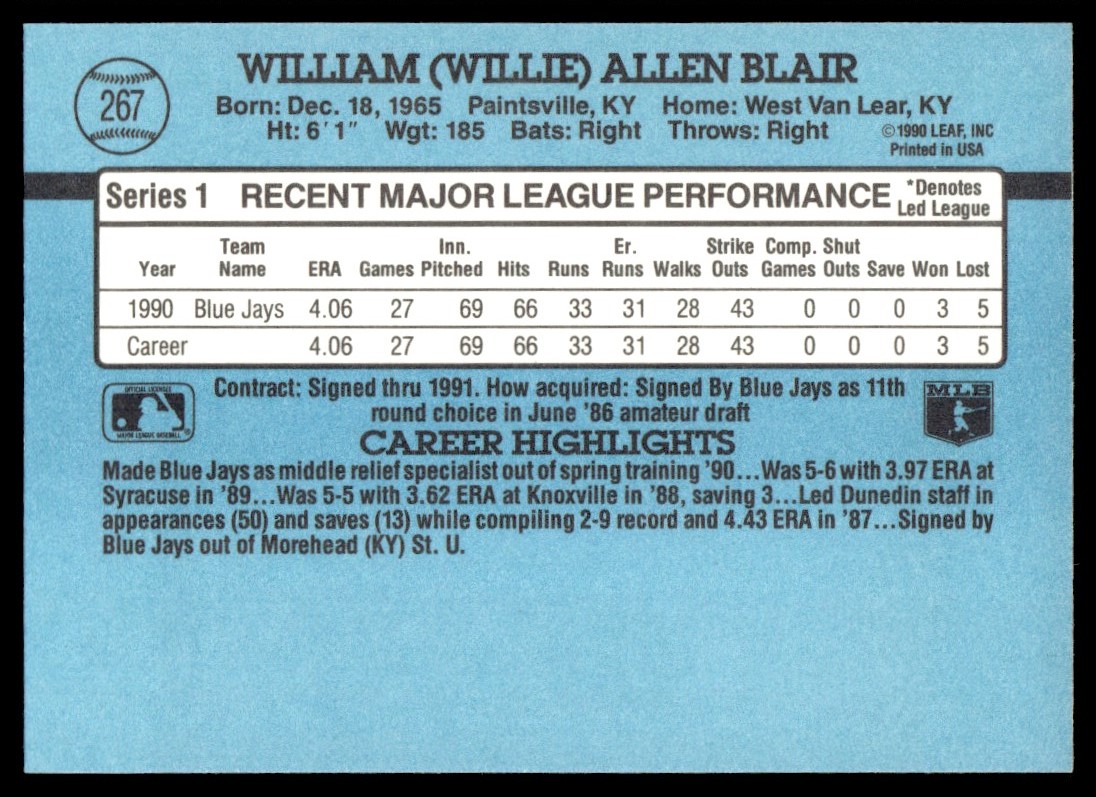 267
WILLIAM (WILLIE) ALLEN BLAIR
Born: Dec. 18, 1965 Paintsville, KY Home: West Van Lear, KY
Ht: 6'1" Wgt: 185 Bats: Right Throws: Right
©1990 LEAF, INC
Printed in USA
Series 1 RECENT MAJOR LEAGUE PERFORMANCE
*Denotes
Led League
Team Inn. Er. Strike Comp. Shut
Year Name ERA Games Pitched Hits Runs Runs Walks Outs Games Outs Save Won Lost
1990 Blue Jays 4.06 27 69 66 33 31 28 43 0 0 0 3 5
Career 4.06 27 69 66 33 31 28 43 0 0 0 3 5
OFFICIAL LICENSEE
MAJOR LEAGUE BASEBALL
Contract: Signed thru 1991. How acquired: Signed By Blue Jays as 11th
round choice in June '86 amateur draft
MLB
CAREER HIGHLIGHTS
Made Blue Jays as middle relief specialist out of spring training '90...Was 5-6 with 3.97 ERA at
Syracuse in '89...Was 5-5 with 3.62 ERA at Knoxville in '88, saving 3...Led Dunedin staff in
appearances (50) and saves (13) while compiling 2-9 record and 4.43 ERA in '87...Signed by
Blue Jays out of Morehead (KY) St. U.